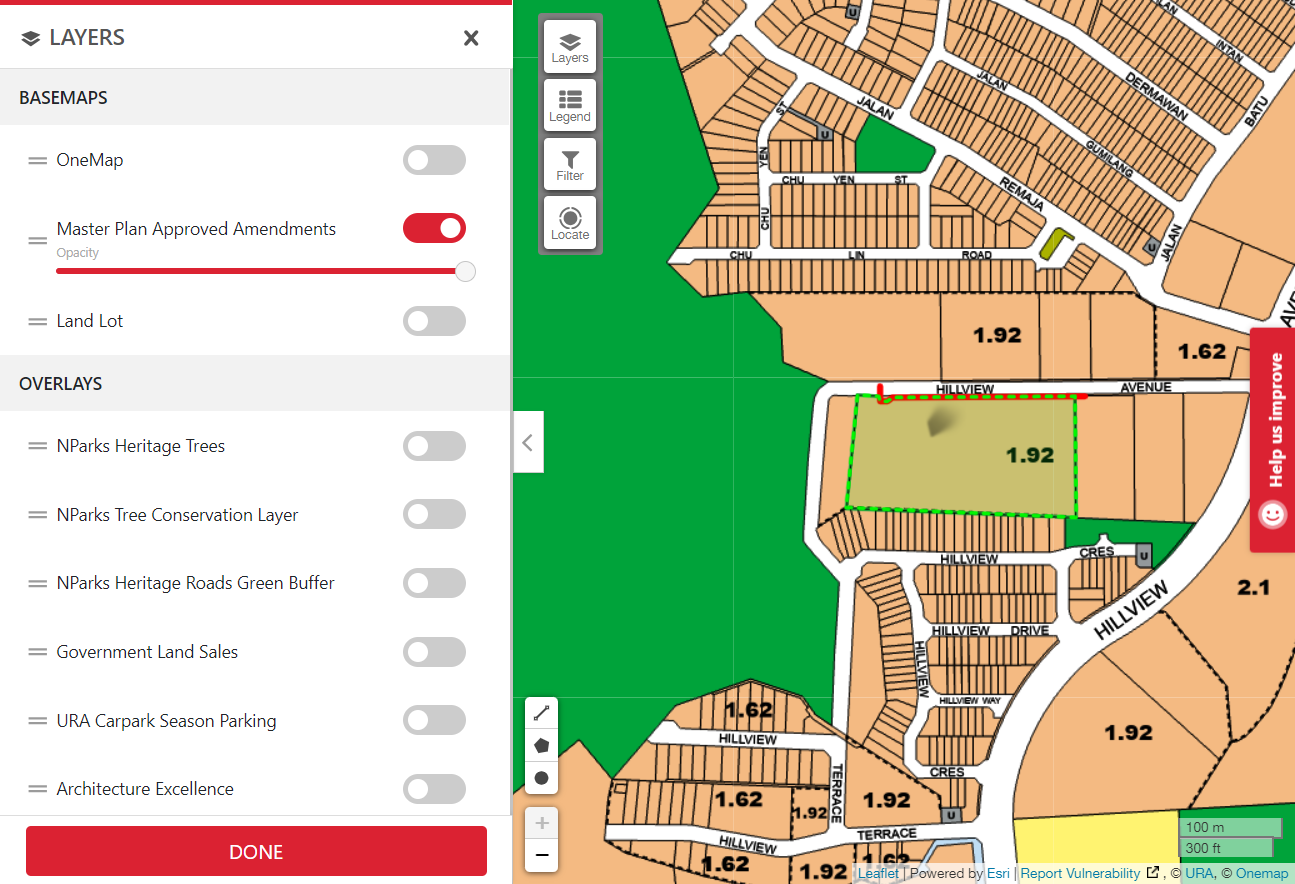 LAYERS
BASEMAPS
OneMap
Master Plan Approved Amendments
Opacity
Land Lot
OVERLAYS
NParks Heritage Trees
NParks Tree Conservation Layer
NParks Heritage Roads Green Buffer
Government Land Sales
URA Carpark Season Parking
Architecture Excellence
DONE
Layers
Legend
Filter
Locate
U
DERMAWAN
INTAN
BATU
JALAN
JALAN
DERMAWAN
ST
U
GUMILANG
YEN
CHU YEN ST
REMAJA
CHU
U
JALAN
CHU LIN ROAD
AVE
1.92
1.62
HILLVIEW AVENUE
1.92
Help us improve
HILLVIEW CRES
U
2.1
HILLVIEW
HILLVIEW DRIVE
HILLVIEW
HILLVIEW WAY
1.62
HILLVIEW
1.92
CRES
TERRACE
1.62
1.92
1.92
U
HILLVIEW
TERRACE
1.62
1.92
1.62
+
−
100 m
300 ft
Leaflet | Powered by Esri | Report Vulnerability , © URA, © Onemap